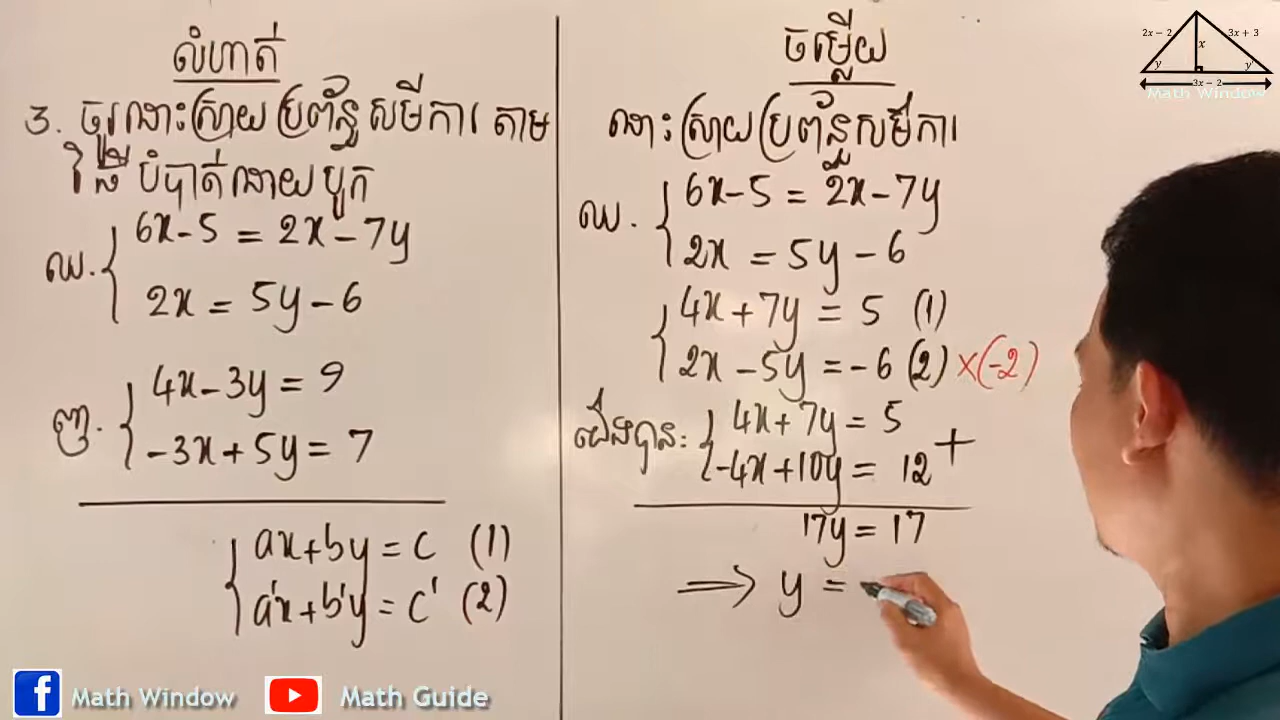 លំហាត់
3. ចូរដោះស្រាយប្រព័ន្ធសមីការ តាម
វិធី បំបាត់ដោយបូក
ឈ. 6x-5 = 2x-7y
2x = 5y-6
ញ. 4x-3y = 9
-3x+5y = 7
ax+by = c (1)
a'x+b'y = c' (2)
ចម្លើយ
ដោះស្រាយប្រព័ន្ធសមីការ
ឈ. 6x-5 = 2x-7y
2x = 5y-6
4x+7y = 5 (1)
2x-5y = -6 (2) ×(-2)
យើងបាន: 4x+7y = 5
-4x+10y = 12 +
17y = 17
⟹ y =
2x-2
3x+3
x
y
y'
3x-2
Math Window
Math Window
Math Guide